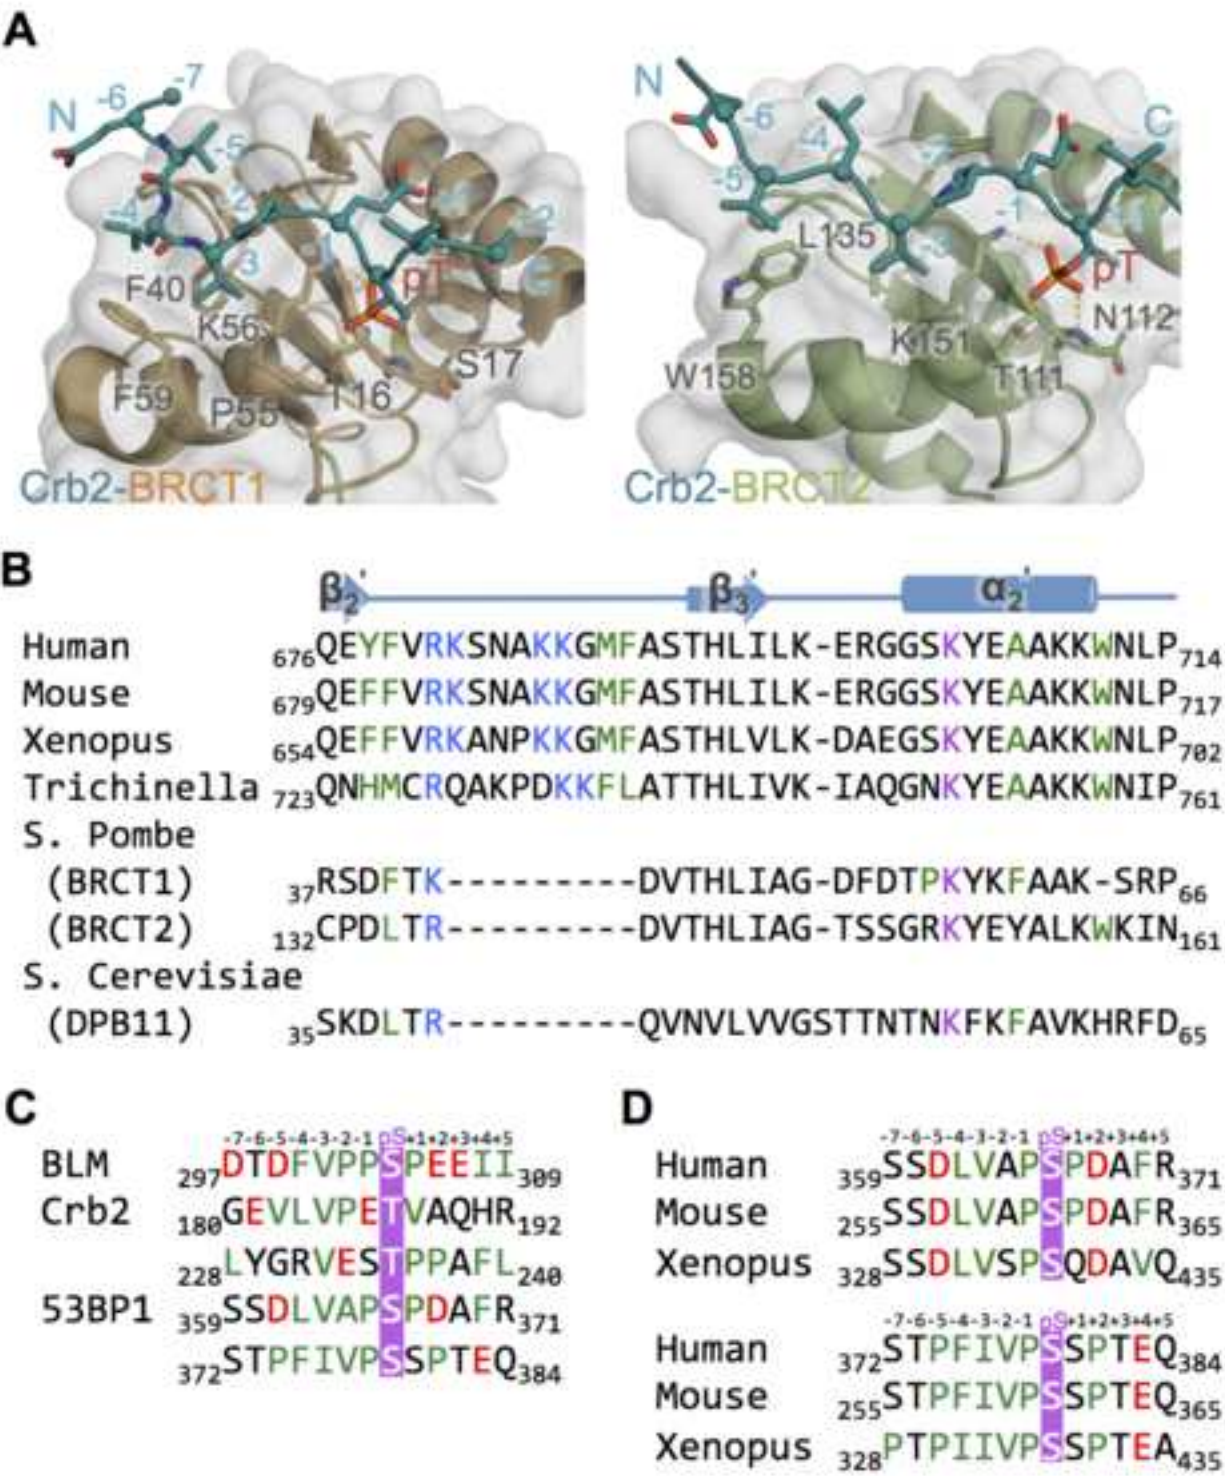 A
N
-6
-7
-5
-4
-2
3
1
-2
pT
F40
K56
F59
P55
T16
S17
Crb2-BRCT1
N
-6
-4
-5
-2
-3
-1
C
L135
pT
N112
K151
W158
T111
Crb2-BRCT2
B
β2' β3' α2'
Human 676QEYFVRKSNAKKGMFASTHLILK-ERGGSKYEAAKKWNLP714
Mouse 679QEFFVRKSNAKKGMFASTHLILK-ERGGSKYEAAKKWNLP717
Xenopus 654QEFFVRKANPKKGMFASTHLVLK-DAEGSKYEAAKKWNLP702
Trichinella 723QNHMCRQAKPDKKFLATTHLIVK-IAQGNKYEAAKKWNIP761
S. Pombe
(BRCT1) 37RSDFTK---------DVTHLIAG-DFDTPKYKFAAK-SRP66
(BRCT2) 132CPDLTR---------DVTHLIAG-TSSGRKYEYALKWKIN161
S. Cerevisiae
(DPB11) 35SKDLTR---------QVNVLVVGSTTNTNKFKFAVKHRFD65
C
-7-6-5-4-3-2-1 pS+1+2+3+4+5
BLM 297DTDFVPPSPEEII309
Crb2 180GEVLVPETVAQHR192
228LYGRVESTPPAFL240
53BP1 359SSDLVAPSPDAFR371
372STPFIVPSSPTEQ384
D
-7-6-5-4-3-2-1 pS+1+2+3+4+5
Human 359SSDLVAPSPDAFR371
Mouse 255SSDLVAPSPDAFR365
Xenopus 328SSDLVSPSQDAVQ435
-7-6-5-4-3-2-1 pS+1+2+3+4+5
Human 372STPFIVPSSPTEQ384
Mouse 255STPFIVPSSPTEQ365
Xenopus 328PTPIIVPSSPTEA435